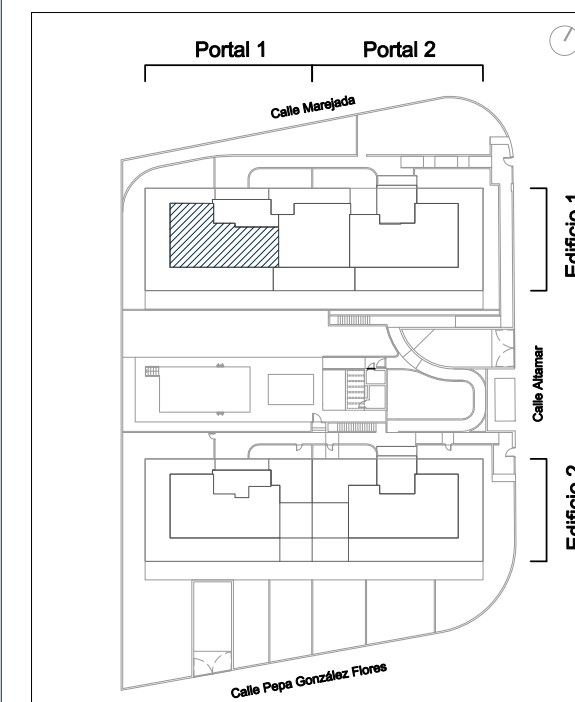 Portal 1
Portal 2
Calle Marejada
Edificio 1
Calle Altamar
Edificio 2
Calle Pepa González Flores